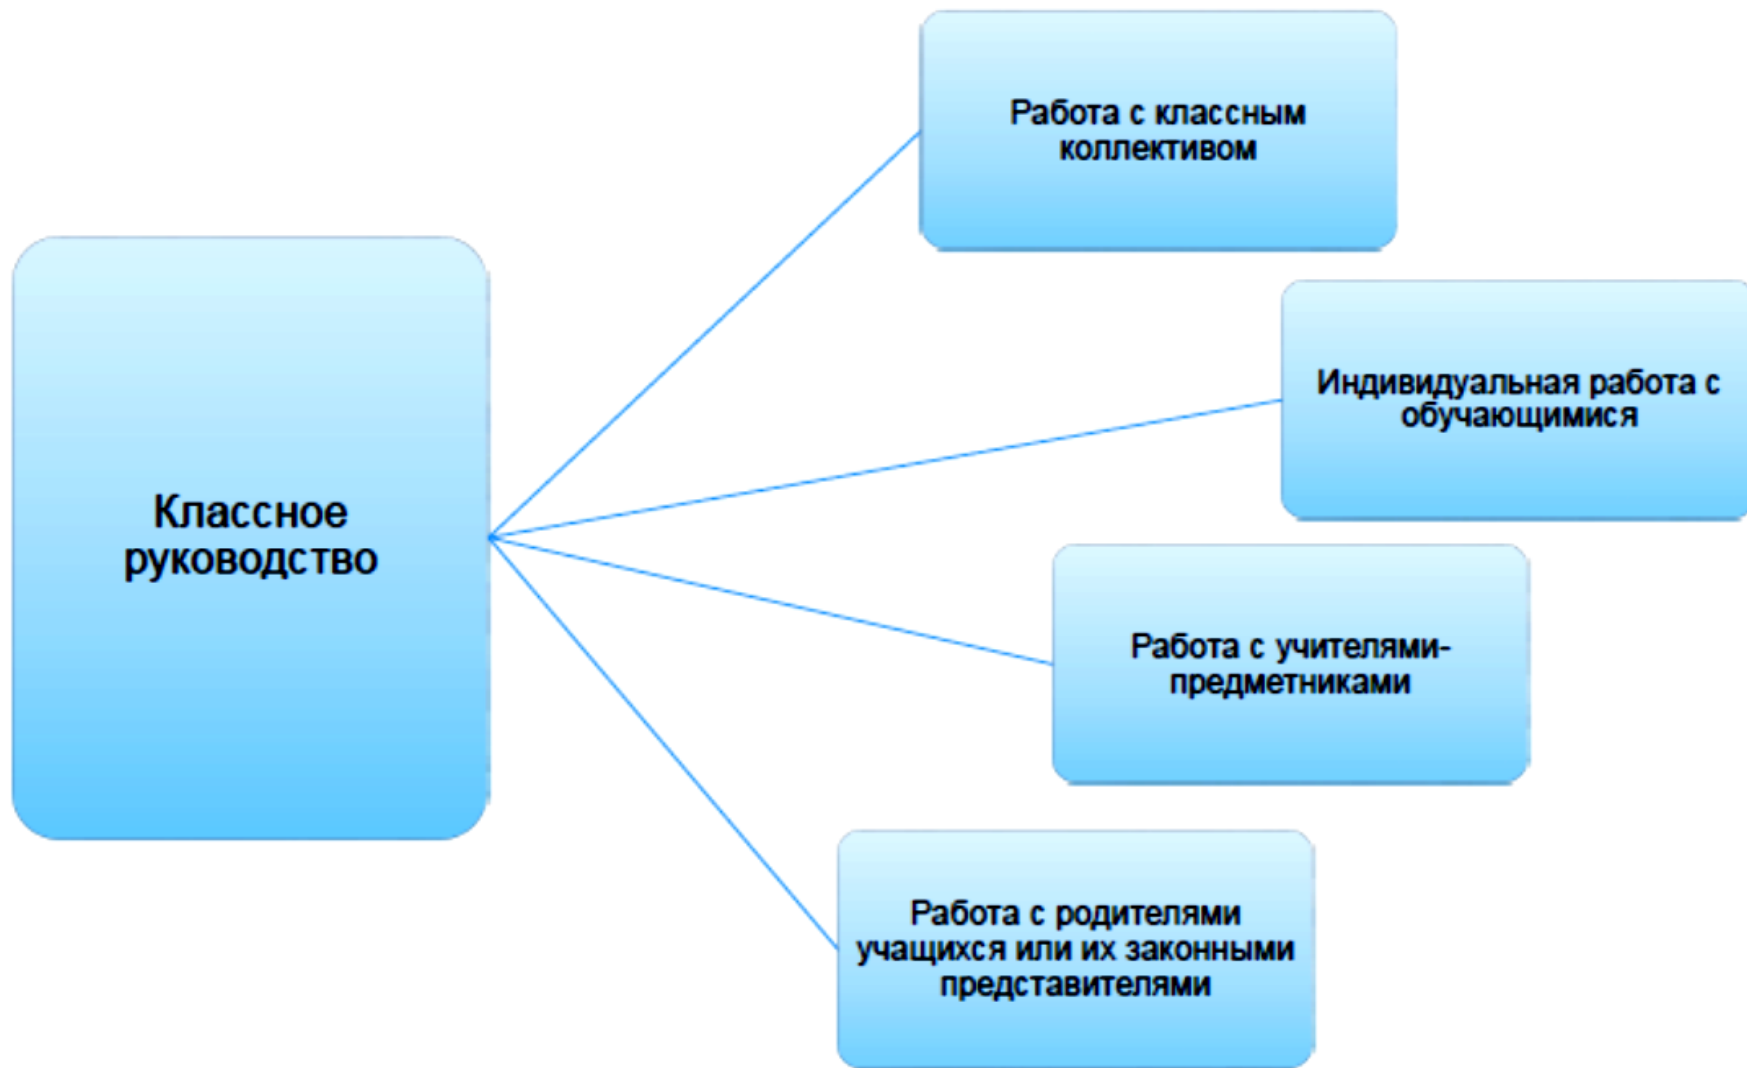 Классное
руководство
Работа с классным
коллективом
Индивидуальная работа с
обучающимися
Работа с учителями-
предметниками
Работа с родителями
учащихся или их законными
представителями